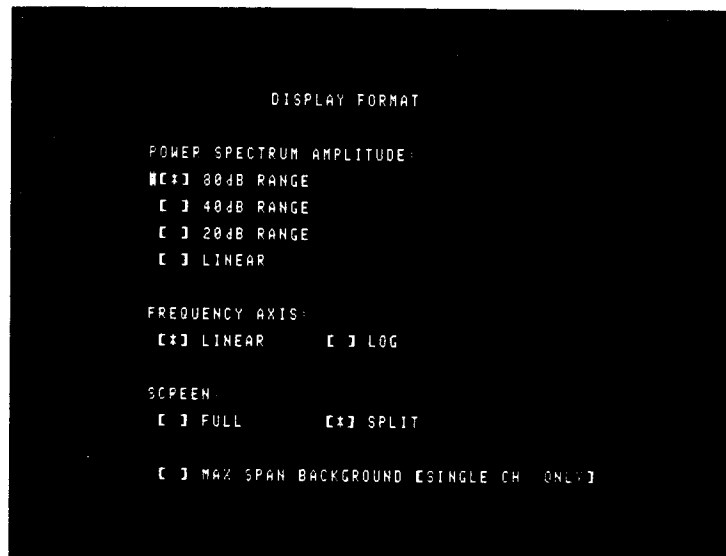 DISPLAY FORMAT
POWER SPECTRUM AMPLITUDE:
[*] 80dB RANGE
[ ] 40dB RANGE
[ ] 20dB RANGE
[ ] LINEAR
FREQUENCY AXIS:
[*] LINEAR [ ] LOG
SCREEN:
[ ] FULL [*] SPLIT
[ ] MAX SPAN BACKGROUND [SINGLE CH ONLY]